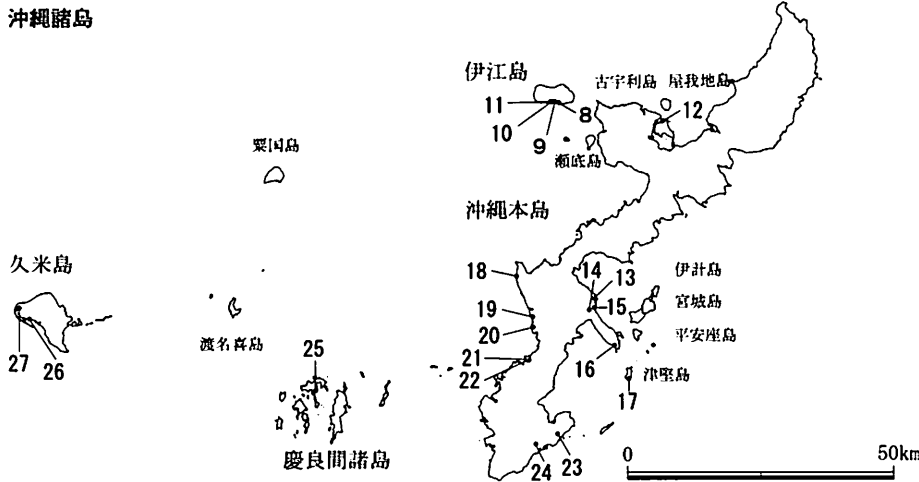 沖縄諸島
伊江島
古宇利島 屋我地島
11 8 12
10
9
瀬底島
粟国島
沖縄本島
久米島
18 14 13 伊計島
19 15 宮城島
20 平安座島
渡名喜島 25 21 16
27 26 22 津堅島
17
慶良間諸島
24 23
0 50km